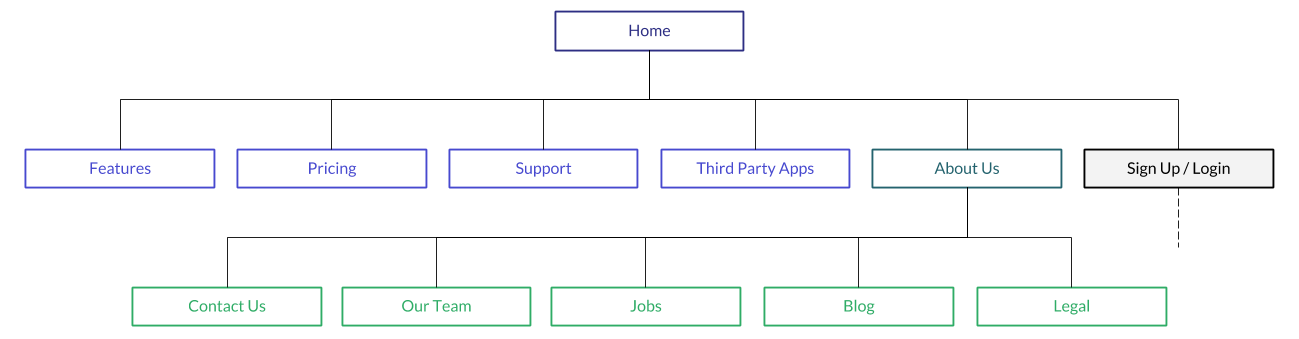 Home
Features
Pricing
Support
Third Party Apps
About Us
Sign Up / Login
Contact Us
Our Team
Jobs
Blog
Legal